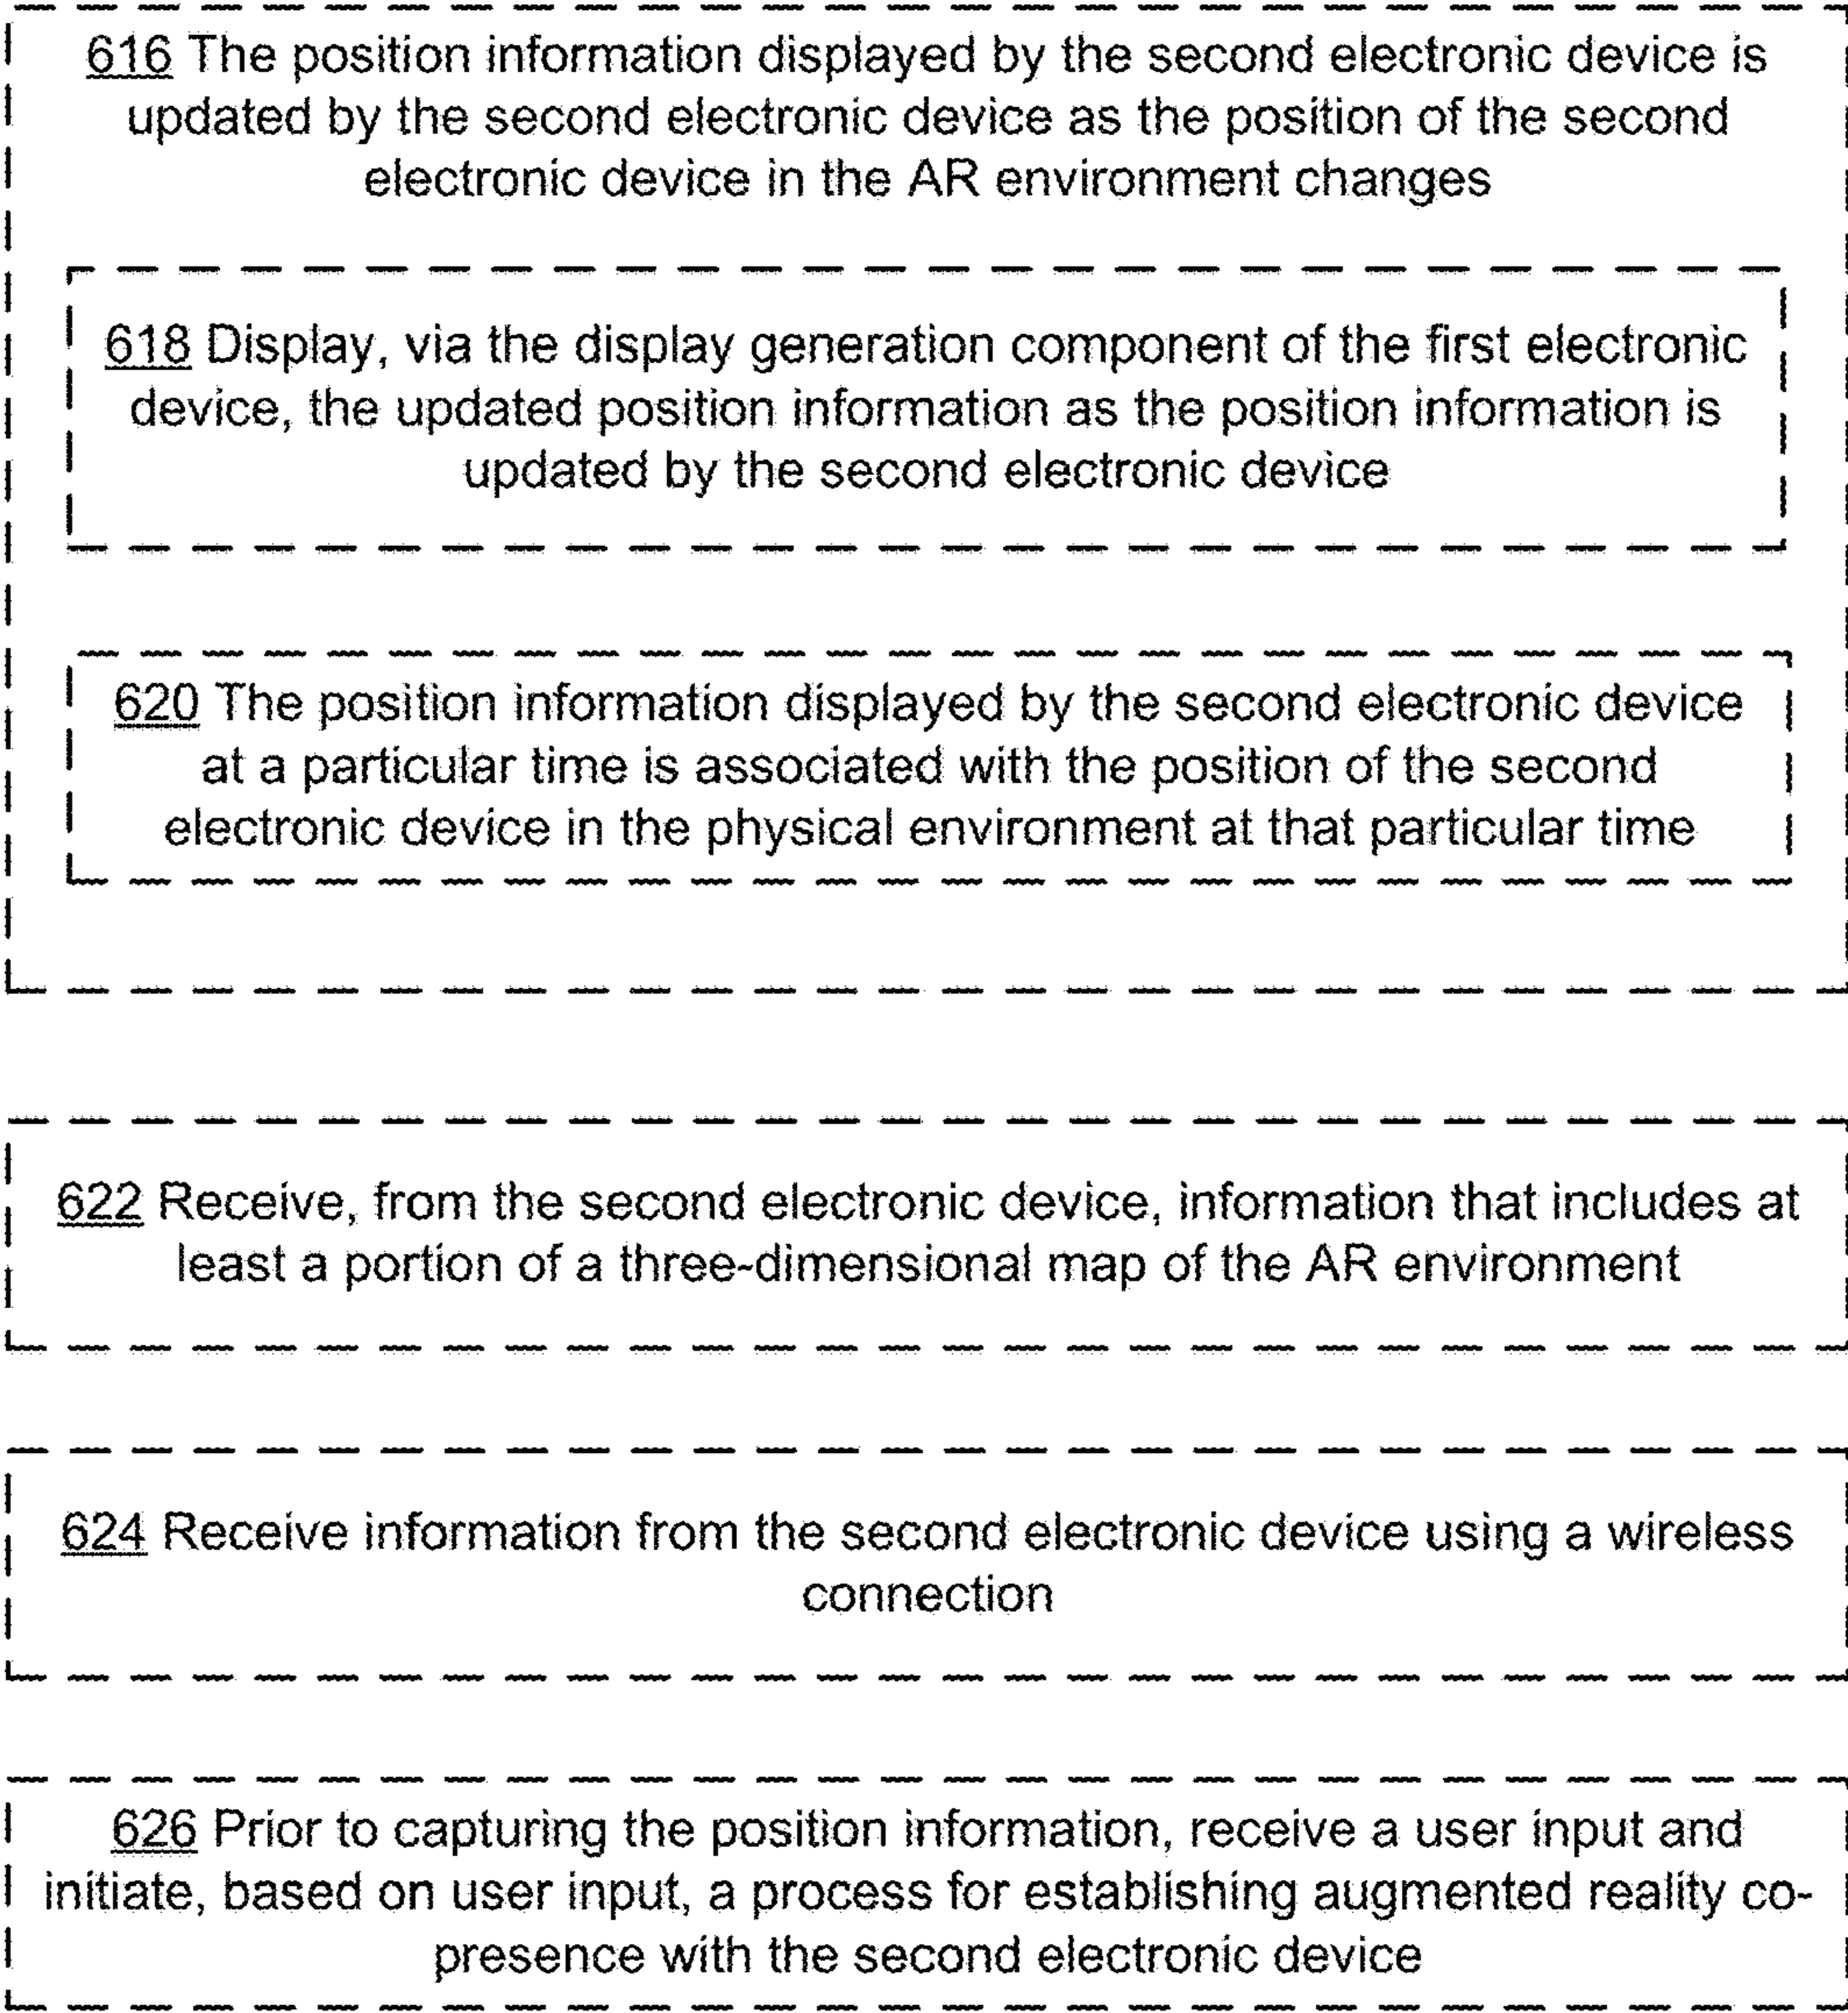 616 The position information displayed by the second electronic device is
updated by the second electronic device as the position of the second
electronic device in the AR environment changes
618 Display, via the display generation component of the first electronic
device, the updated position information as the position information is
updated by the second electronic device
620 The position information displayed by the second electronic device
at a particular time is associated with the position of the second
electronic device in the physical environment at that particular time
622 Receive, from the second electronic device, information that includes at
least a portion of a three-dimensional map of the AR environment
624 Receive information from the second electronic device using a wireless
connection
626 Prior to capturing the position information, receive a user input and
initiate, based on user input, a process for establishing augmented reality co-
presence with the second electronic device